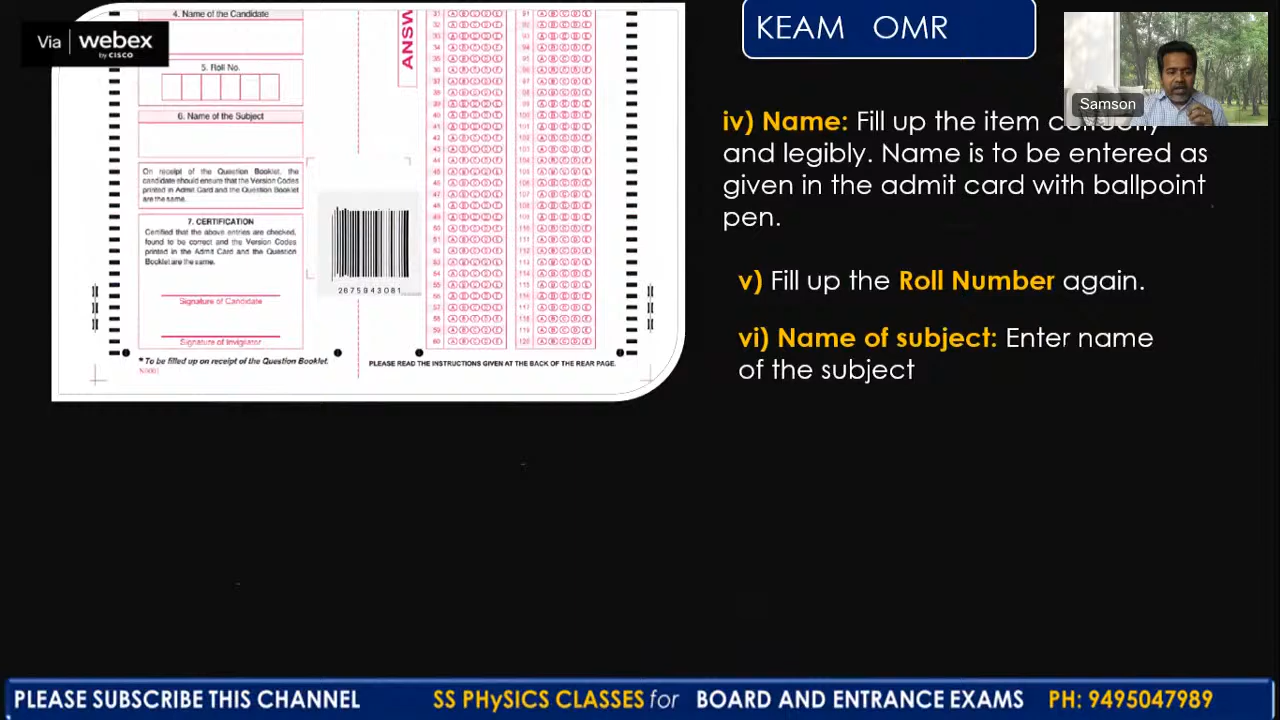 Via webex
by CISCO
4. Name of the Candidate
5. Roll No.
6. Name of the Subject
On receipt of the Question Booklet, the
candidate should ensure that the Version Codes
printed in Admit Card and the Question Booklet
are the same.
7. CERTIFICATION
Certified that the above entries are checked,
found to be correct and the Version Codes
printed in the Admit Card and the Question
Booklet are the same.
Signature of Candidate
Signature of Invigilator
* To be filled up on receipt of the Question Booklet.
ANSW
2675943081
PLEASE READ THE INSTRUCTIONS GIVEN AT THE BACK OF THE REAR PAGE.
KEAM OMR
Samson
iv) Name: Fill up the item correctly
and legibly. Name is to be entered as
given in the admit card with ballpoint
pen.
v) Fill up the Roll Number again.
vi) Name of subject: Enter name
of the subject
PLEASE SUBSCRIBE THIS CHANNEL SS PHySICS CLASSES for BOARD AND ENTRANCE EXAMS PH: 9495047989